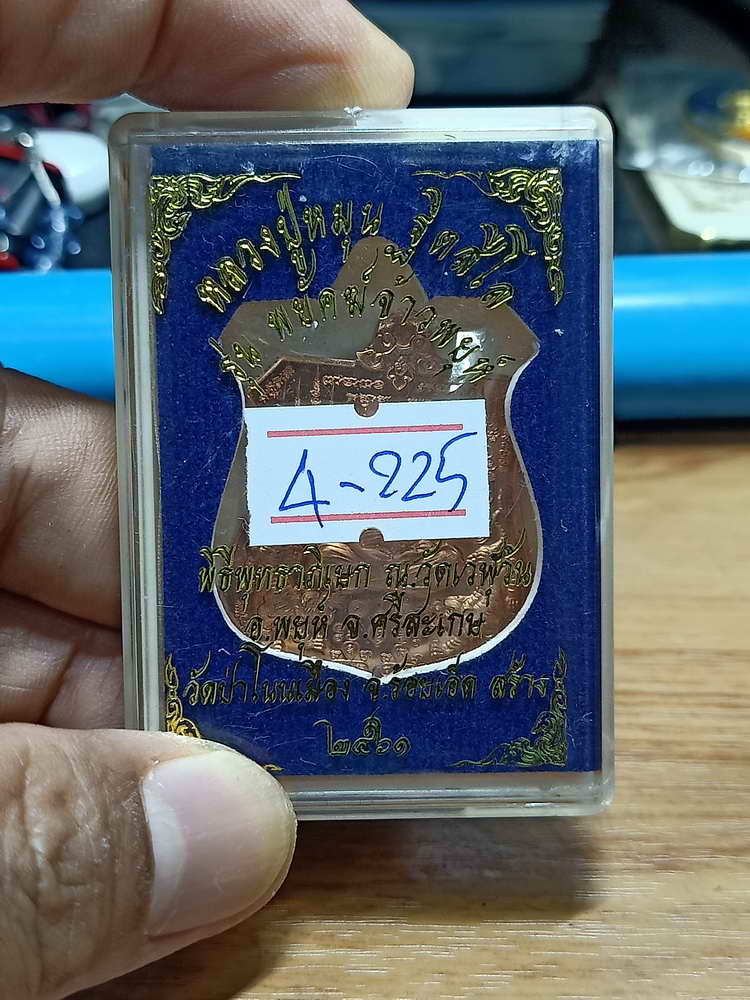 หลวงปู่หมุน ฐิตสีโล
รุ่น พยัคฆ์จ้าวพยุห์
4-225
พิธีพุทธาภิเษก ณ.วัดเวฬุวัน
อ.พยุห์ จ.ศรีสะเกษ
วัดป่าโนนเมือง จ.ร้อยเอ็ด สร้าง
๒๕๖๑